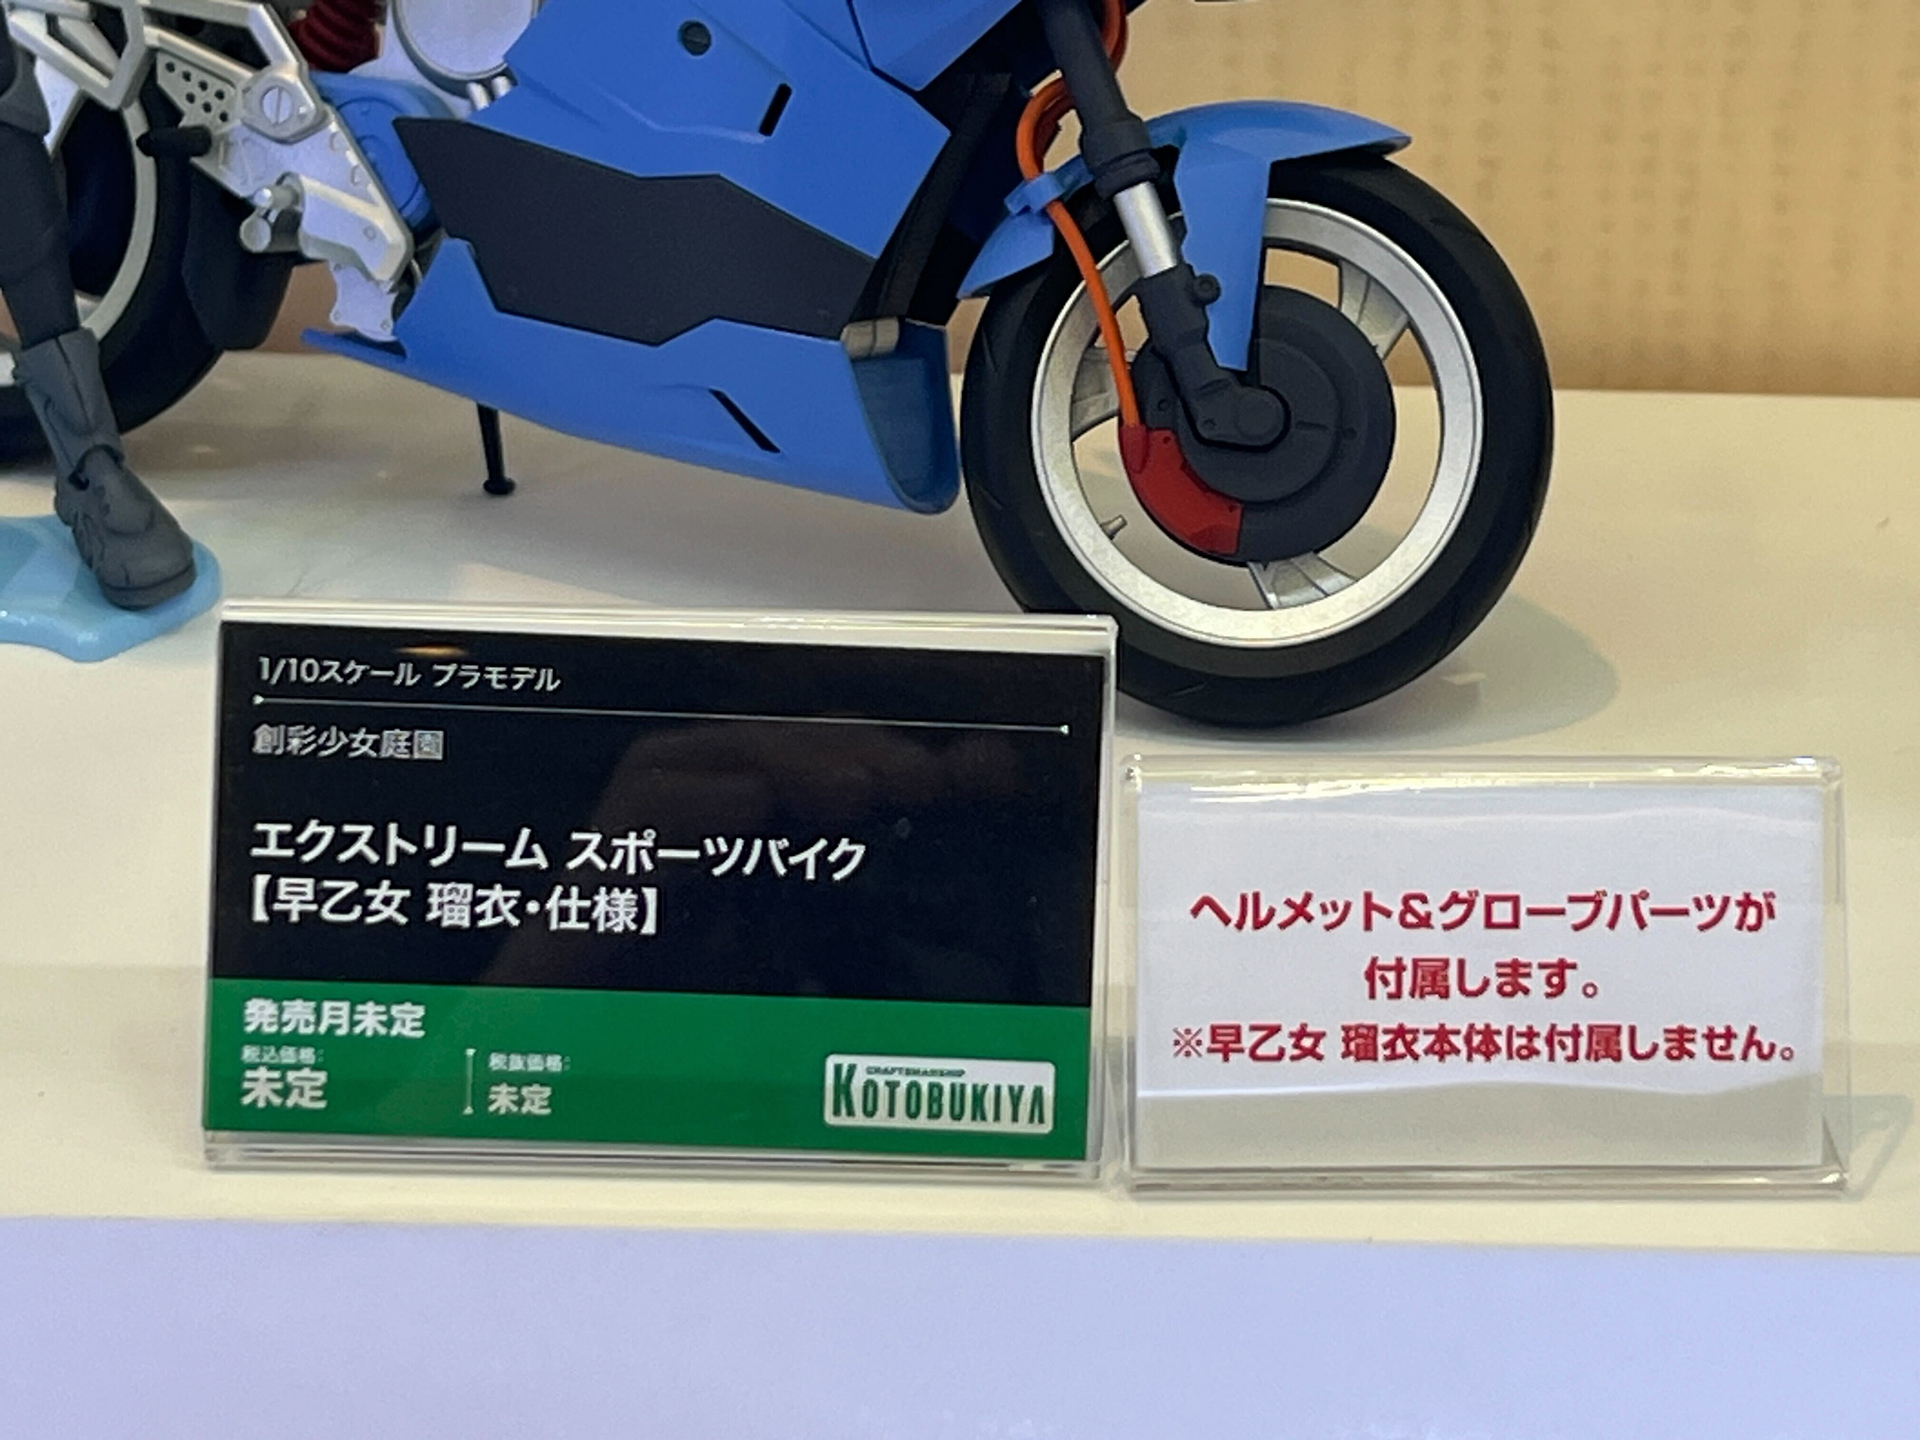 1/10スケール プラモデル
創彩少女庭園
エクストリーム スポーツバイク
【早乙女 瑠衣・仕様】
発売月未定
税込価格:
未定
税抜価格:
未定
CRAFTSMANSHIP
KOTOBUKIYA
ヘルメット&グローブパーツが
付属します。
※早乙女 瑠衣本体は付属しません。